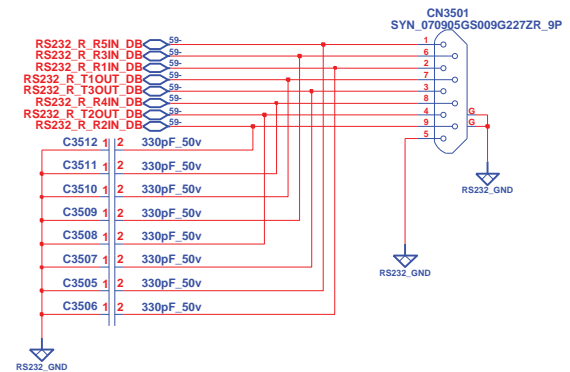 CN3501
SYN_070905GS009G227ZR_9P
RS232_R_R5IN_DB 59- 1
RS232_R_R3IN_DB 59- 6
RS232_R_R1IN_DB 59- 2
RS232_R_T1OUT_DB 59- 7
RS232_R_T3OUT_DB 59- 3
RS232_R_R4IN_DB 59- 8
RS232_R_T2OUT_DB 59- 4 G
RS232_R_R2IN_DB 59- 9 G
5
C3512 1 2 330pF_50v
C3511 1 2 330pF_50v
C3510 1 2 330pF_50v
RS232_GND
C3509 1 2 330pF_50v
C3508 1 2 330pF_50v
C3507 1 2 330pF_50v
RS232_GND
C3505 1 2 330pF_50v
C3506 1 2 330pF_50v
RS232_GND